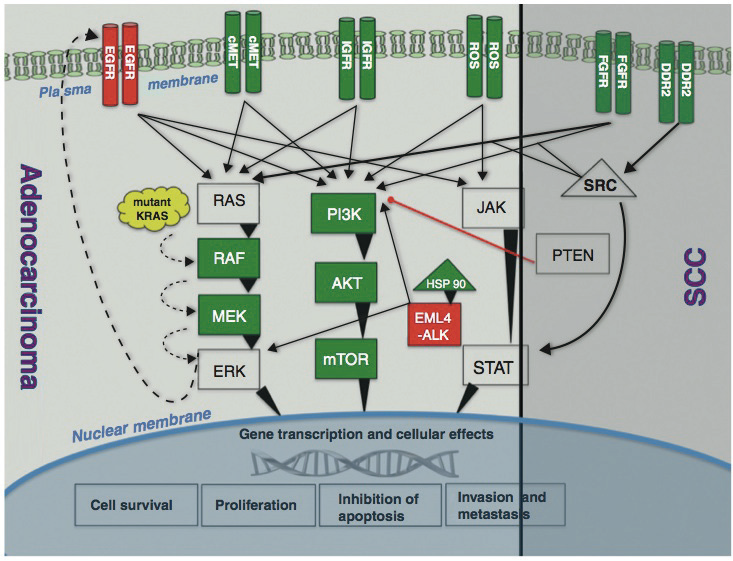 EGFR
EGFR
cMET
cMET
IGFR
IGFR
ROS
ROS
FGFR
FGFR
DDR2
DDR2
Plasma membrane
Adenocarcinoma
SCC
mutant
KRAS
RAS
PI3K
JAK
SRC
PTEN
RAF
AKT
HSP 90
MEK
EML4
-ALK
ERK
mTOR
STAT
Nuclear membrane
Gene transcription and cellular effects
Cell survival
Proliferation
Inhibition of
apoptosis
Invasion and
metastasis